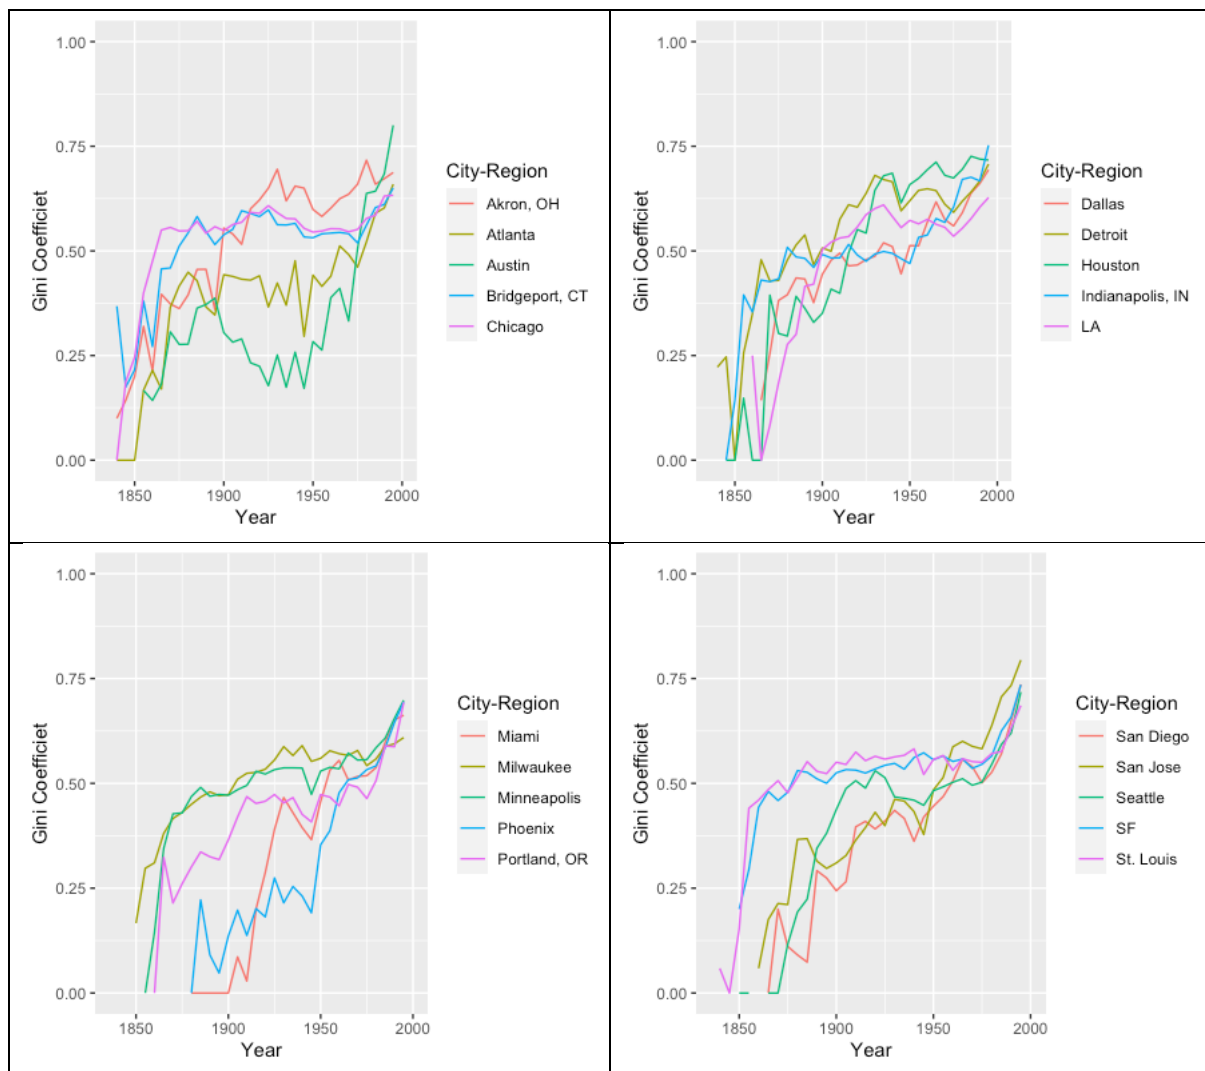 1.00
0.75
0.50
0.25
0.00
Gini Coefficiet
1850
1900
1950
2000
Year
City-Region
Akron, OH
Atlanta
Austin
Bridgeport, CT
Chicago
1.00
0.75
0.50
0.25
0.00
Gini Coefficiet
1850
1900
1950
2000
Year
City-Region
Dallas
Detroit
Houston
Indianapolis, IN
LA
1.00
0.75
0.50
0.25
0.00
Gini Coefficiet
1850
1900
1950
2000
Year
City-Region
Miami
Milwaukee
Minneapolis
Phoenix
Portland, OR
1.00
0.75
0.50
0.25
0.00
Gini Coefficiet
1850
1900
1950
2000
Year
City-Region
San Diego
San Jose
Seattle
SF
St. Louis